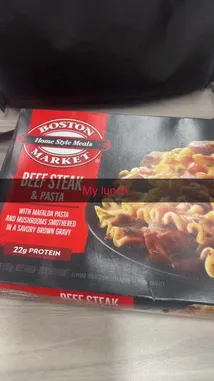 BOSTON
Home Style Meals
MARKET
BEEF STEAK
& PASTA
My lunch
WITH MAFALDA PASTA
AND MUSHROOMS SMOTHERED
IN A SAVORY BROWN GRAVY
22g PROTEIN
BEEF STEAK